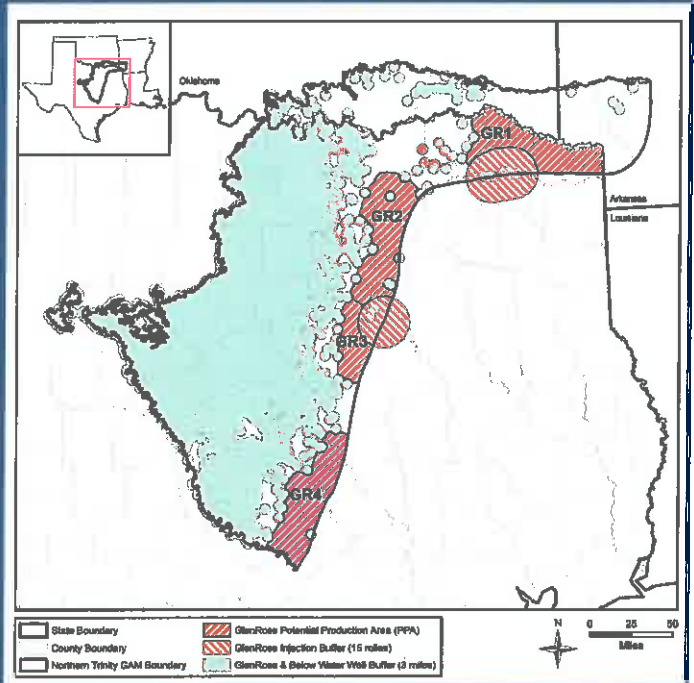 Oklahoma
GR1
Arkansas
Louisiana
GR2
GR3
GR4
State Boundary
County Boundary
Northern Trinity GAM Boundary
GlenRose Potential Production Area (PPA)
GlenRose Injection Buffer (15 miles)
GlenRose & Below Water Well Buffer (3 miles)
N
0 25 50
Miles